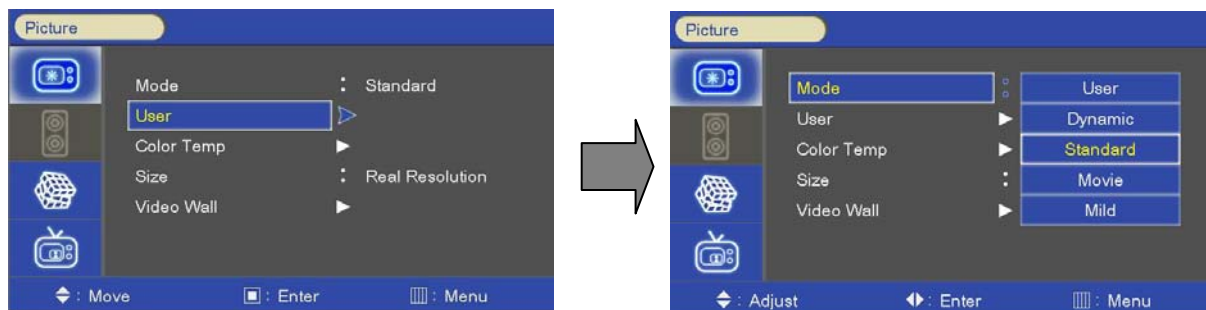 Picture
Mode : Standard
User
Color Temp
Size : Real Resolution
Video Wall
: Move : Enter : Menu
Picture
Mode : User
User Dynamic
Color Temp Standard
Size : Movie
Video Wall Mild
: Adjust : Enter : Menu